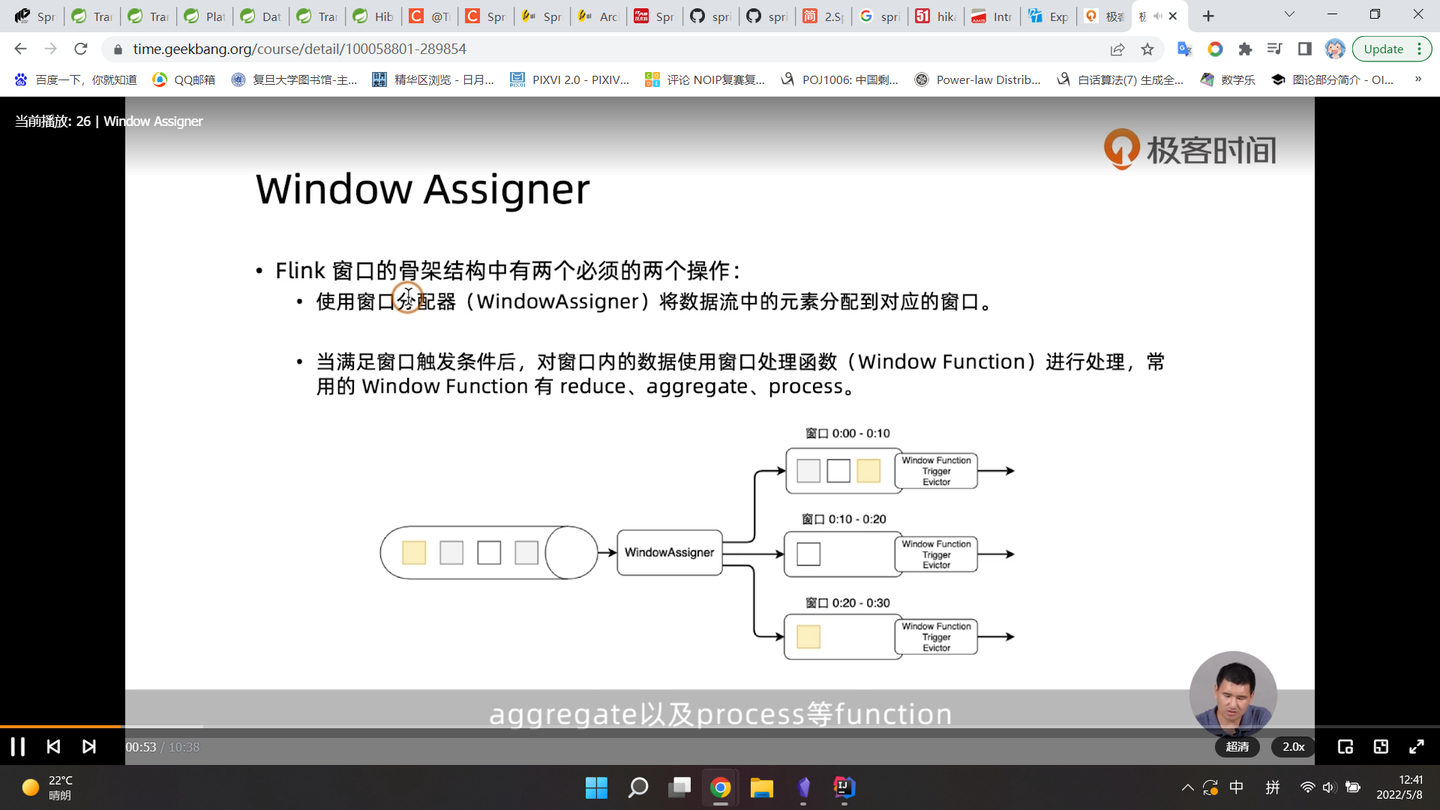 Spr
Tra
Tra
Plat
Dat
Tra
Hib
@T
Spr
Spr
Arc
Spr
spri
spri
2.Sp
spri
hika
Intr
Exp
极客
极
time.geekbang.org/course/detail/100058801-289854
Update
百度一下，你就知道
QQ邮箱
复旦大学图书馆-主...
精华区浏览 - 日月...
PIXVI 2.0 - PIXIV...
评论 NOIP复赛复...
POJ1006: 中国剩...
Power-law Distrib...
白话算法(7) 生成全...
数学乐
图论部分简介 - OI...
»
当前播放: 26 | Window Assigner
极客时间
Window Assigner
• Flink 窗口的骨架结构中有两个必须的两个操作：
• 使用窗口分配器（WindowAssigner）将数据流中的元素分配到对应的窗口。
• 当满足窗口触发条件后，对窗口内的数据使用窗口处理函数（Window Function）进行处理，常
用的 Window Function 有 reduce、aggregate、process。
窗口 0:00 - 0:10
Window Function
Trigger
Evictor
窗口 0:10 - 0:20
WindowAssigner
Window Function
Trigger
Evictor
窗口 0:20 - 0:30
Window Function
Trigger
Evictor
aggregate以及process等function
00:53 / 10:38
超清
2.0x
22℃
晴朗
中
拼
12:41
2022/5/8